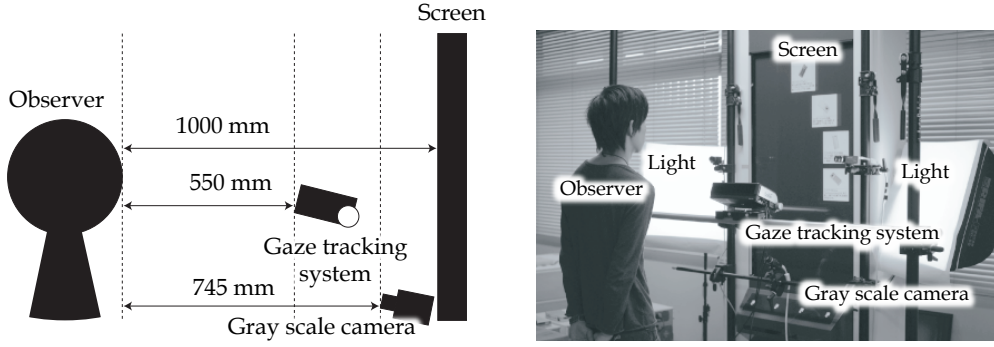 Screen
Observer
1000 mm
550 mm
Gaze tracking
system
745 mm
Gray scale camera
Screen
Light
Observer
Light
Gaze tracking system
Gray scale camera